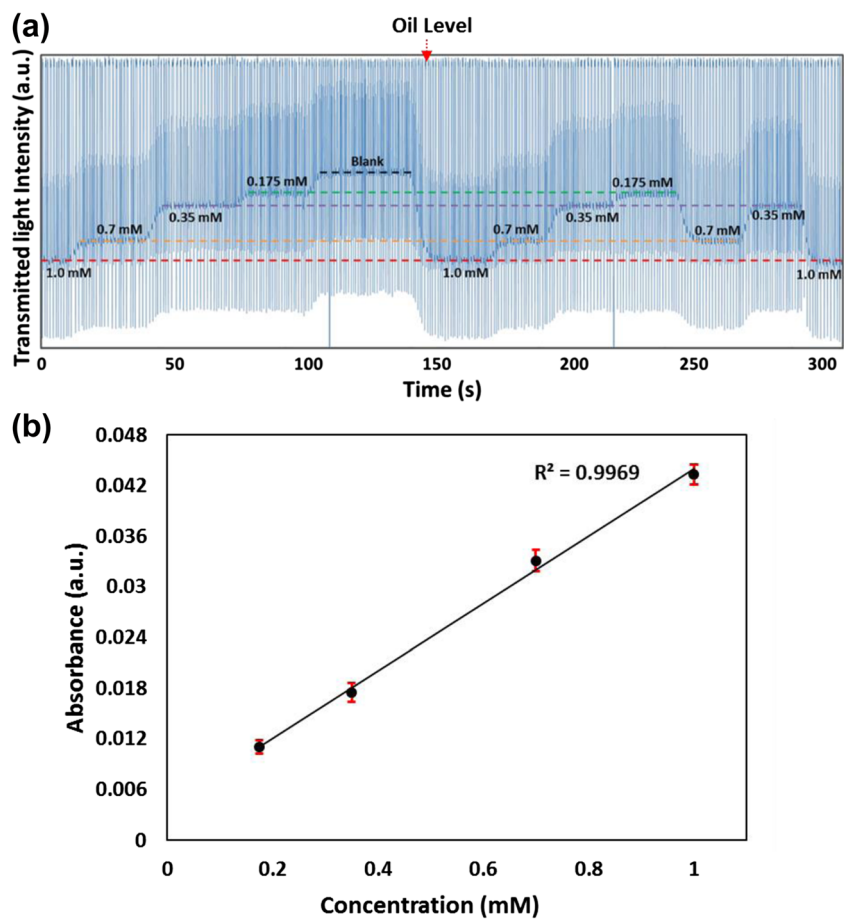 (a)
Oil Level
Transmitted light Intensity (a.u.)
Blank
0.175 mM
0.175 mM
0.35 mM
0.35 mM
0.35 mM
0.7 mM
0.7 mM
0.7 mM
1.0 mM
1.0 mM
1.0 mM
0 50 100 150 200 250 300
Time (s)
(b)
0.048
0.042
0.036
0.03
0.024
0.018
0.012
0.006
0
Absorbance (a.u.)
R² = 0.9969
0 0.2 0.4 0.6 0.8 1
Concentration (mM)